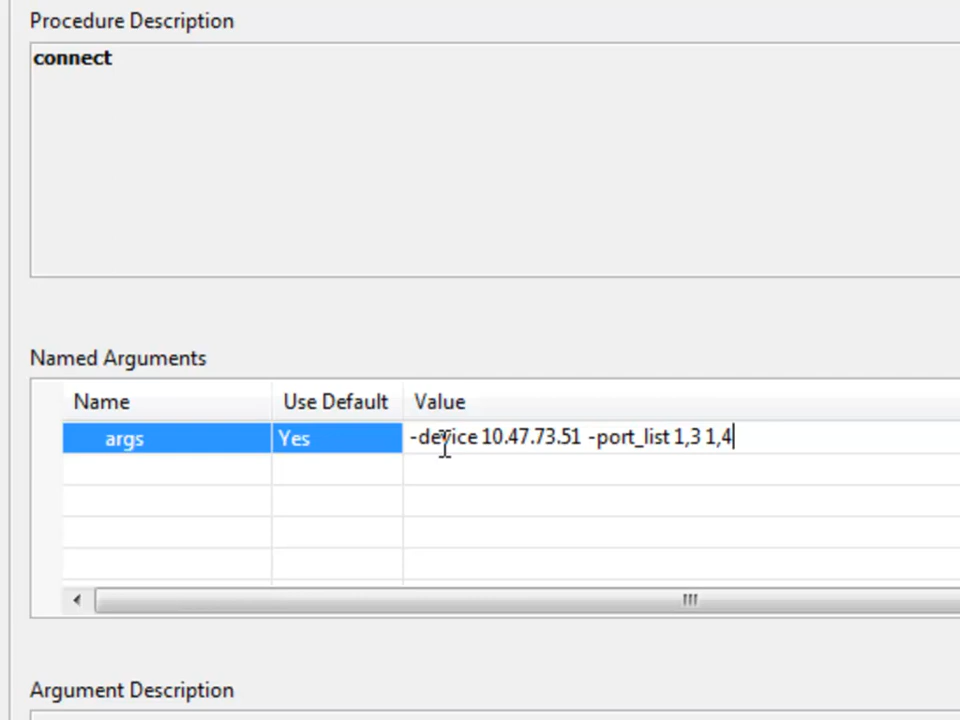 Procedure Description
connect
Named Arguments
Name Use Default Value
args Yes -device 10.47.73.51 -port_list 1,3 1,4
Argument Description